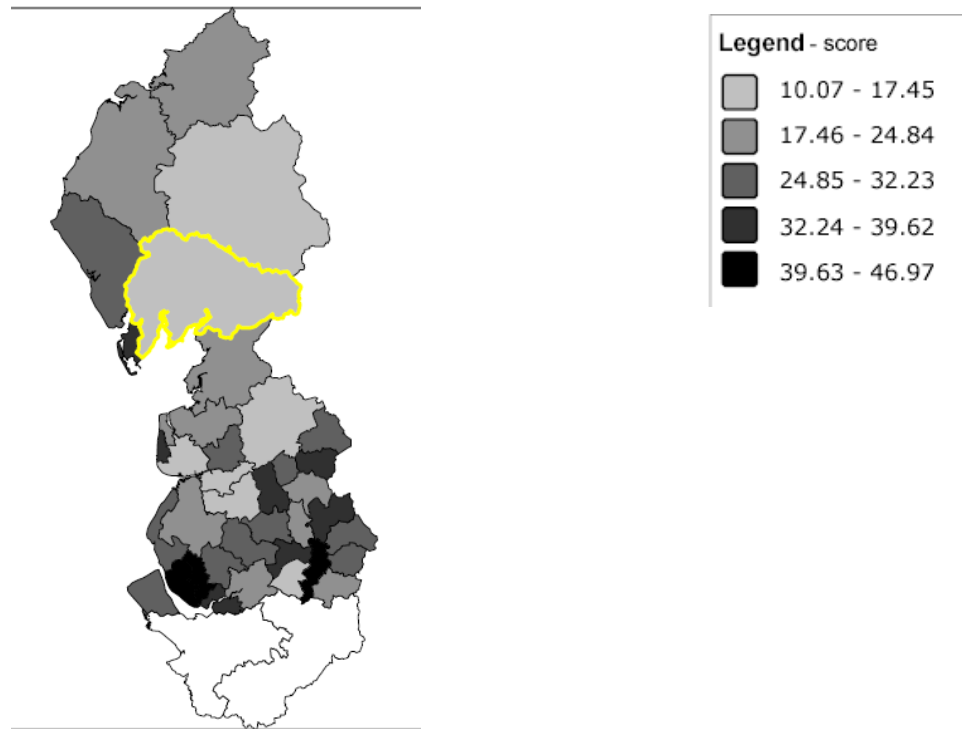 Legend - score
10.07 - 17.45
17.46 - 24.84
24.85 - 32.23
32.24 - 39.62
39.63 - 46.97